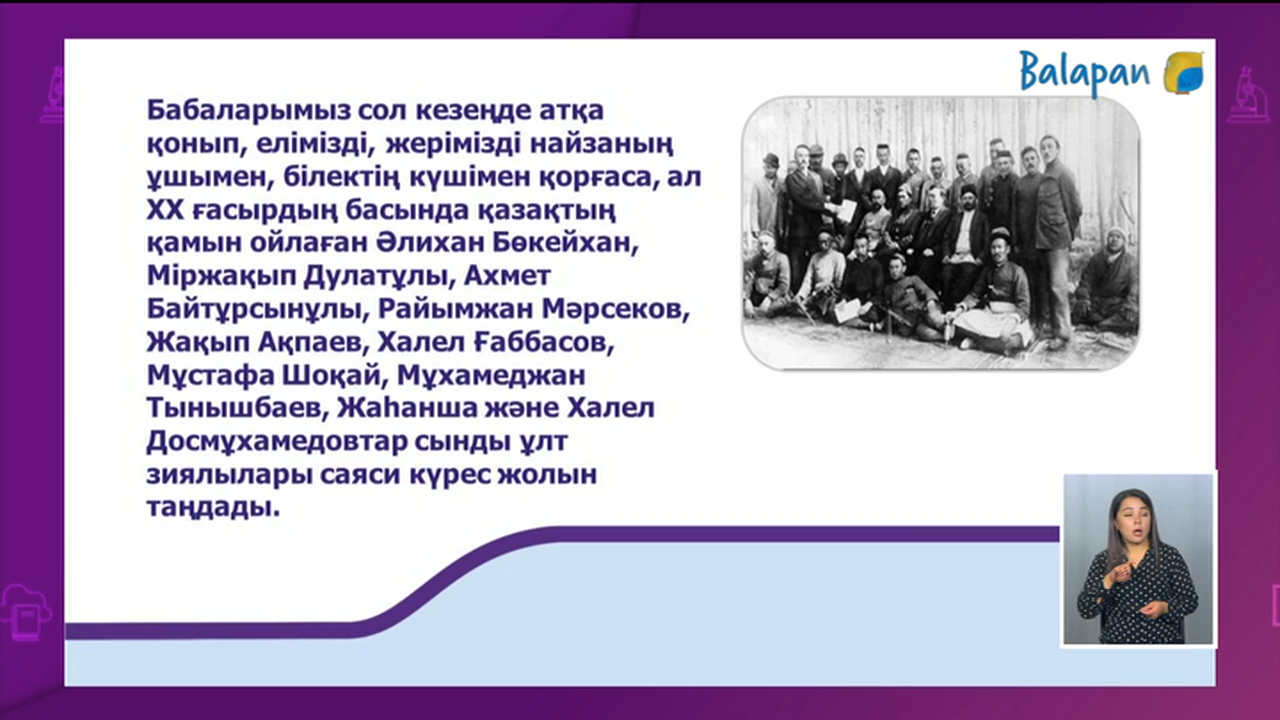 Balapan
Бабаларымыз сол кезеңде атқа
қонып, елімізді, жерімізді найзаның
ұшымен, білектің күшімен қорғаса, ал
ХХ ғасырдың басында қазақтың
қамын ойлаған Әлихан Бөкейхан,
Міржақып Дулатұлы, Ахмет
Байтұрсынұлы, Райымжан Мәрсеков,
Жақып Ақпаев, Халел Ғаббасов,
Мұстафа Шоқай, Мұхамеджан
Тынышбаев, Жаһанша және Халел
Досмұхамедовтар сынды ұлт
зиялылары саяси күрес жолын
таңдады.